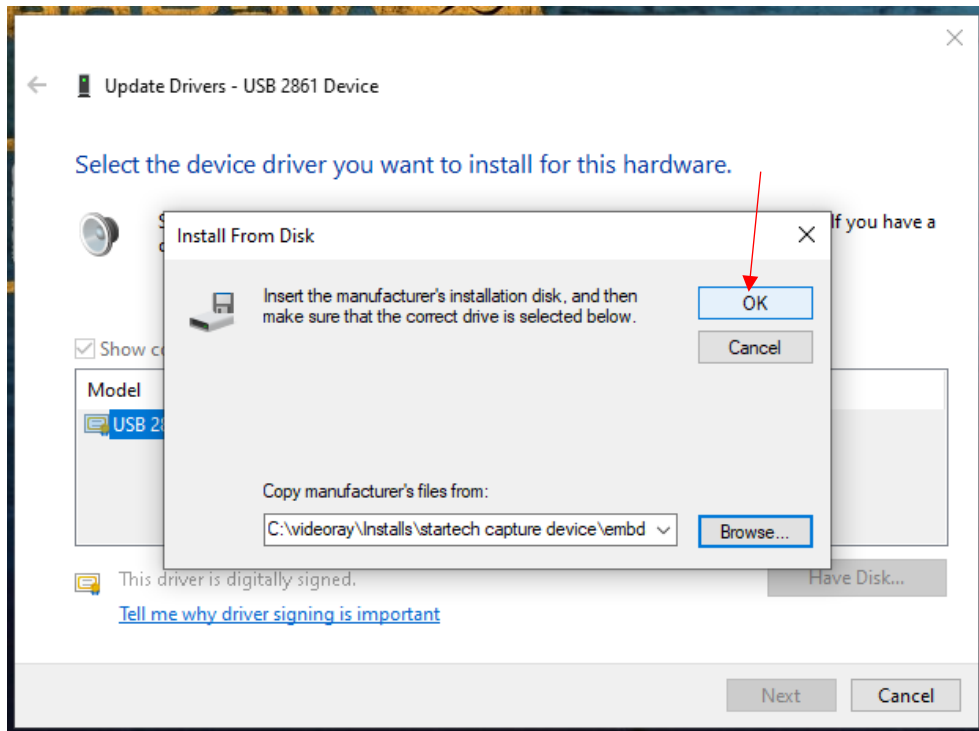 Update Drivers - USB 2861 Device
Select the device driver you want to install for this hardware.
If you have a
Install From Disk
Insert the manufacturer's installation disk, and then
make sure that the correct drive is selected below.
OK
Cancel
Show
Model
USB
Copy manufacturer's files from:
C:\videoray\Installs\startech capture device\embd
Browse...
This driver is digitally signed.
Have Disk...
Tell me why driver signing is important
Next
Cancel